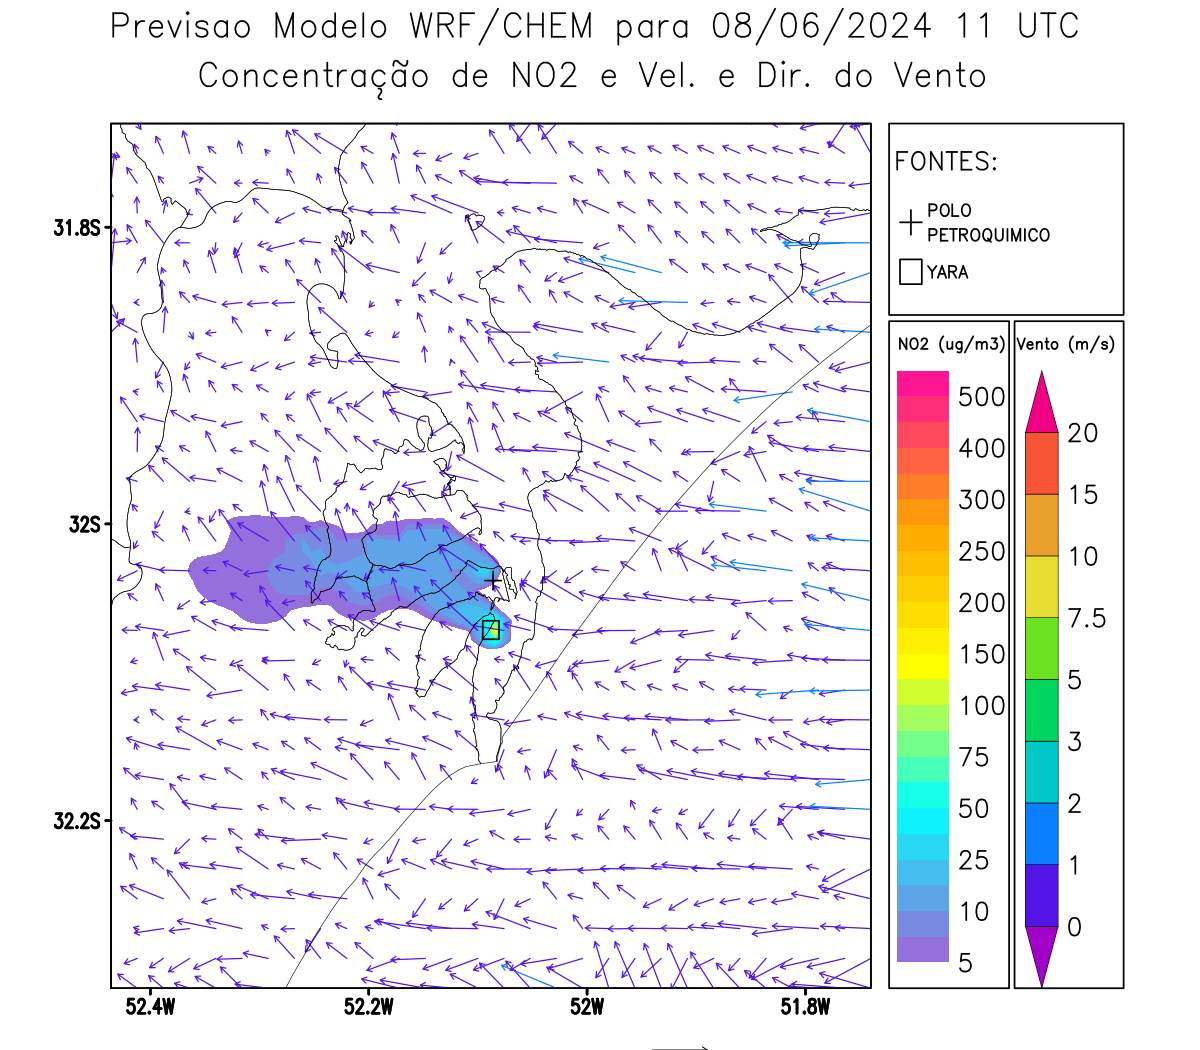 Previsao Modelo WRF/CHEM para 08/06/2024 11 UTC
Concentração de NO2 e Vel. e Dir. do Vento
FONTES:
POLO
PETROQUIMICO
YARA
NO2 (ug/m3)
500
400
300
250
200
150
100
75
50
25
10
5
Vento (m/s)
20
15
10
7.5
5
3
2
1
0
31.8S
32S
32.2S
52.4W
52.2W
52W
51.8W